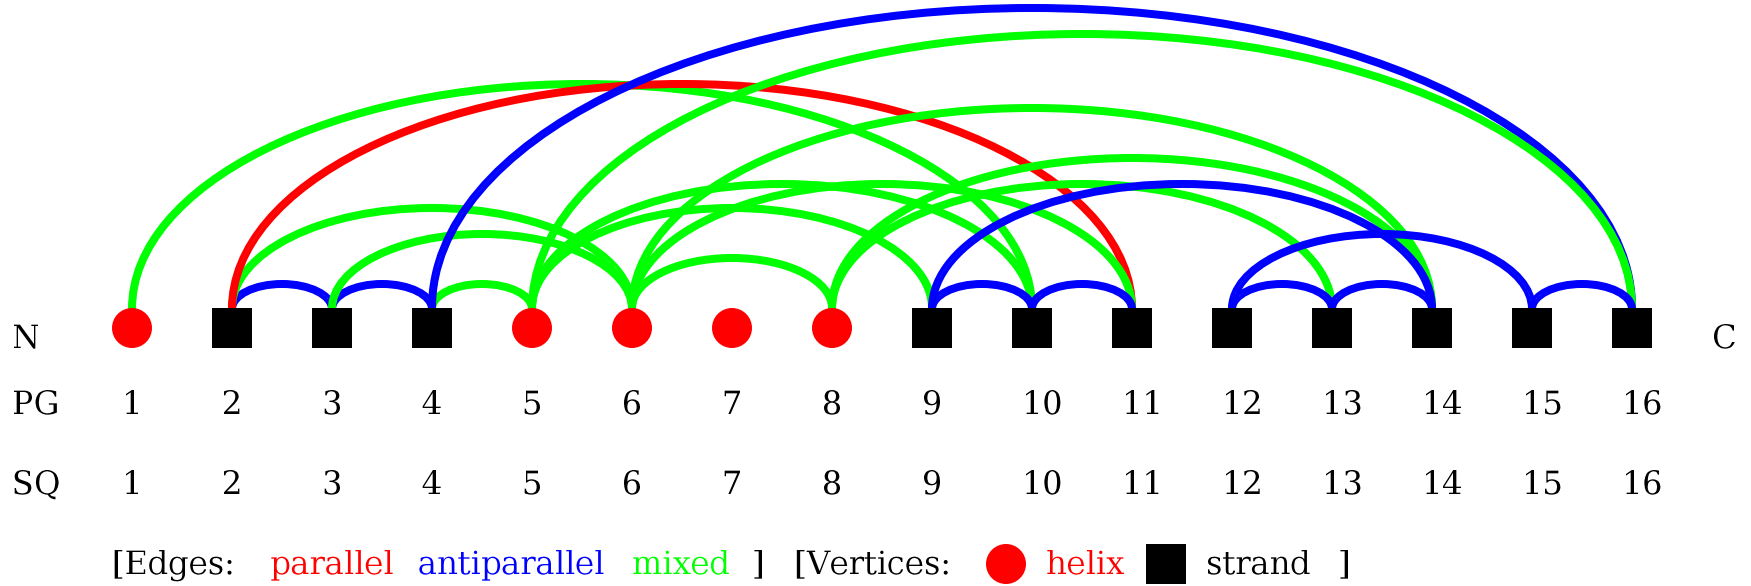 N C
PG 1 2 3 4 5 6 7 8 9 10 11 12 13 14 15 16
SQ 1 2 3 4 5 6 7 8 9 10 11 12 13 14 15 16
[Edges: parallel antiparallel mixed ] [Vertices: helix strand ]